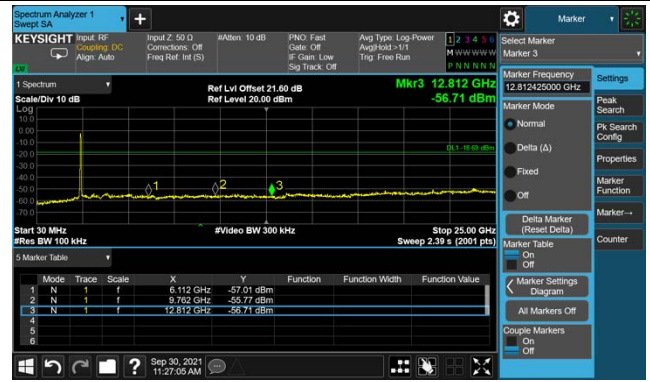 Spectrum Analyzer 1
Swept SA
Marker
KEYSIGHT
Input: RF
Coupling: DC
Align: Auto
Input Z: 50 Ω
Corrections: Off
Freq Ref: Int (S)
#Atten: 10 dB
PNO: Fast
Gate: Off
IF Gain: Low
Sig Track: Off
Avg Type: Log-Power
Avg|Hold:>1/1
Trig: Free Run
1 2 3 4 5 6
M W W W W W
P N N N N N
LXI
Select Marker
Marker 3
1 Spectrum
Scale/Div 10 dB
Ref Lvl Offset 21.60 dB
Ref Level 20.00 dBm
Mkr3 12.812 GHz
-56.71 dBm
Log
10.0
0.00
-10.0
-20.0
-30.0
-40.0
-50.0
-60.0
-70.0
DL1 -18.69 dBm
1
2
3
Start 30 MHz
#Res BW 100 kHz
#Video BW 300 kHz
Stop 25.00 GHz
Sweep 2.39 s (2001 pts)
5 Marker Table
Mode Trace Scale X Y Function Function Width Function Value
1 N 1 f 6.112 GHz -57.01 dBm
2 N 1 f 9.762 GHz -55.77 dBm
3 N 1 f 12.812 GHz -56.71 dBm
4
5
6
Marker Frequency
12.812425000 GHz
Marker Mode
Normal
Delta (Δ)
Fixed
Off
Delta Marker
(Reset Delta)
Marker Table
On
Off
Marker Settings
Diagram
All Markers Off
Couple Markers
On
Off
Settings
Peak
Search
Pk Search
Config
Properties
Marker
Function
Marker→
Counter
?
Sep 30, 2021
11:27:05 AM